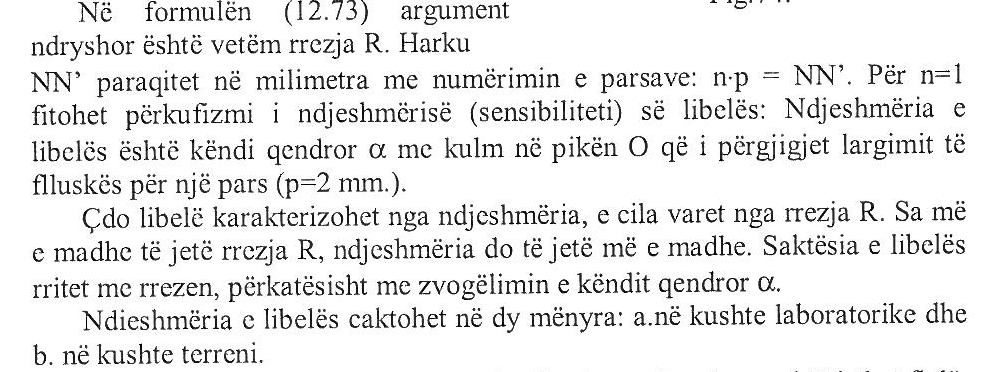 Në formulën (12.73) argument
ndryshor është vetëm rrezja R. Harku
NN’ paraqitet në milimetra me numërimin e parsave: n·p = NN’. Për n=1
fitohet përkufizmi i ndjeshmërisë (sensibiliteti) së libelës: Ndjeshmëria e
libelës është këndi qendror α me kulm në pikën O që i përgjigjet largimit të
flluskës për një pars (p=2 mm.).
Çdo libelë karakterizohet nga ndjeshmëria, e cila varet nga rrezja R. Sa më
e madhe të jetë rrezja R, ndjeshmëria do të jetë më e madhe. Saktësia e libelës
rritet me rrezen, përkatësisht me zvogëlimin e këndit qendror α.
Ndieshmëria e libelës caktohet në dy mënyra: a.në kushte laboratorike dhe
b. në kushte terreni.